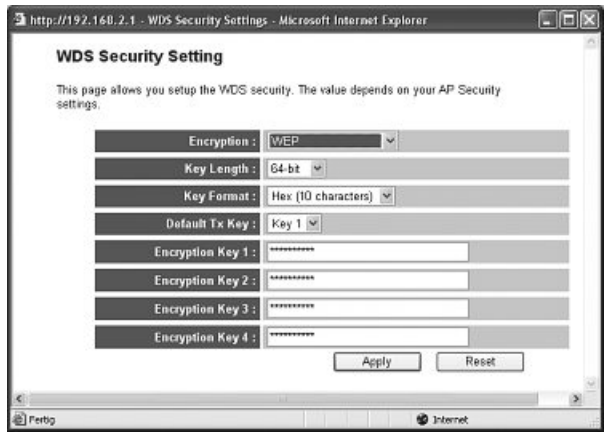 http://192.168.2.1 - WDS Security Settings - Microsoft Internet Explorer
WDS Security Setting
This page allows you setup the WDS security. The value depends on your AP Security
settings.
Encryption : WEP
Key Length : 64-bit
Key Format : Hex (10 characters)
Default Tx Key : Key 1
Encryption Key 1 : **********
Encryption Key 2 : **********
Encryption Key 3 : **********
Encryption Key 4 : **********
Apply Reset
Fertig Internet